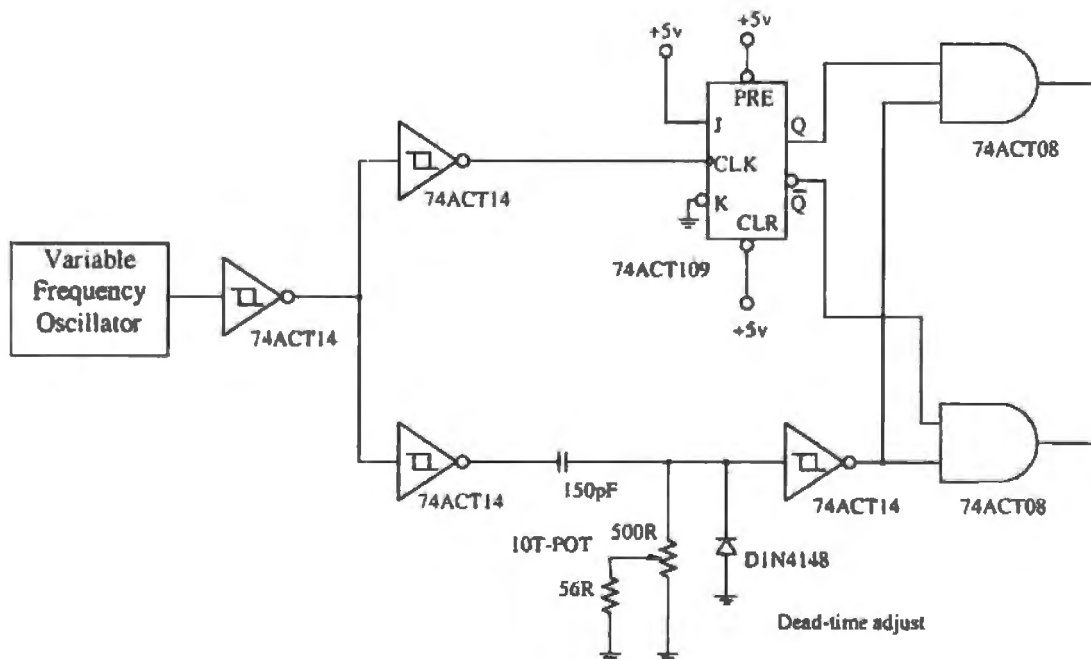 +5v
+5v
PRE
J
Q
CLK
K
Q
CLR
74ACT109
+5v
74ACT08
74ACT14
Variable
Frequency
Oscillator
74ACT14
74ACT14
150pF
74ACT14
74ACT08
10T-POT
500R
56R
D1N4148
Dead-time adjust